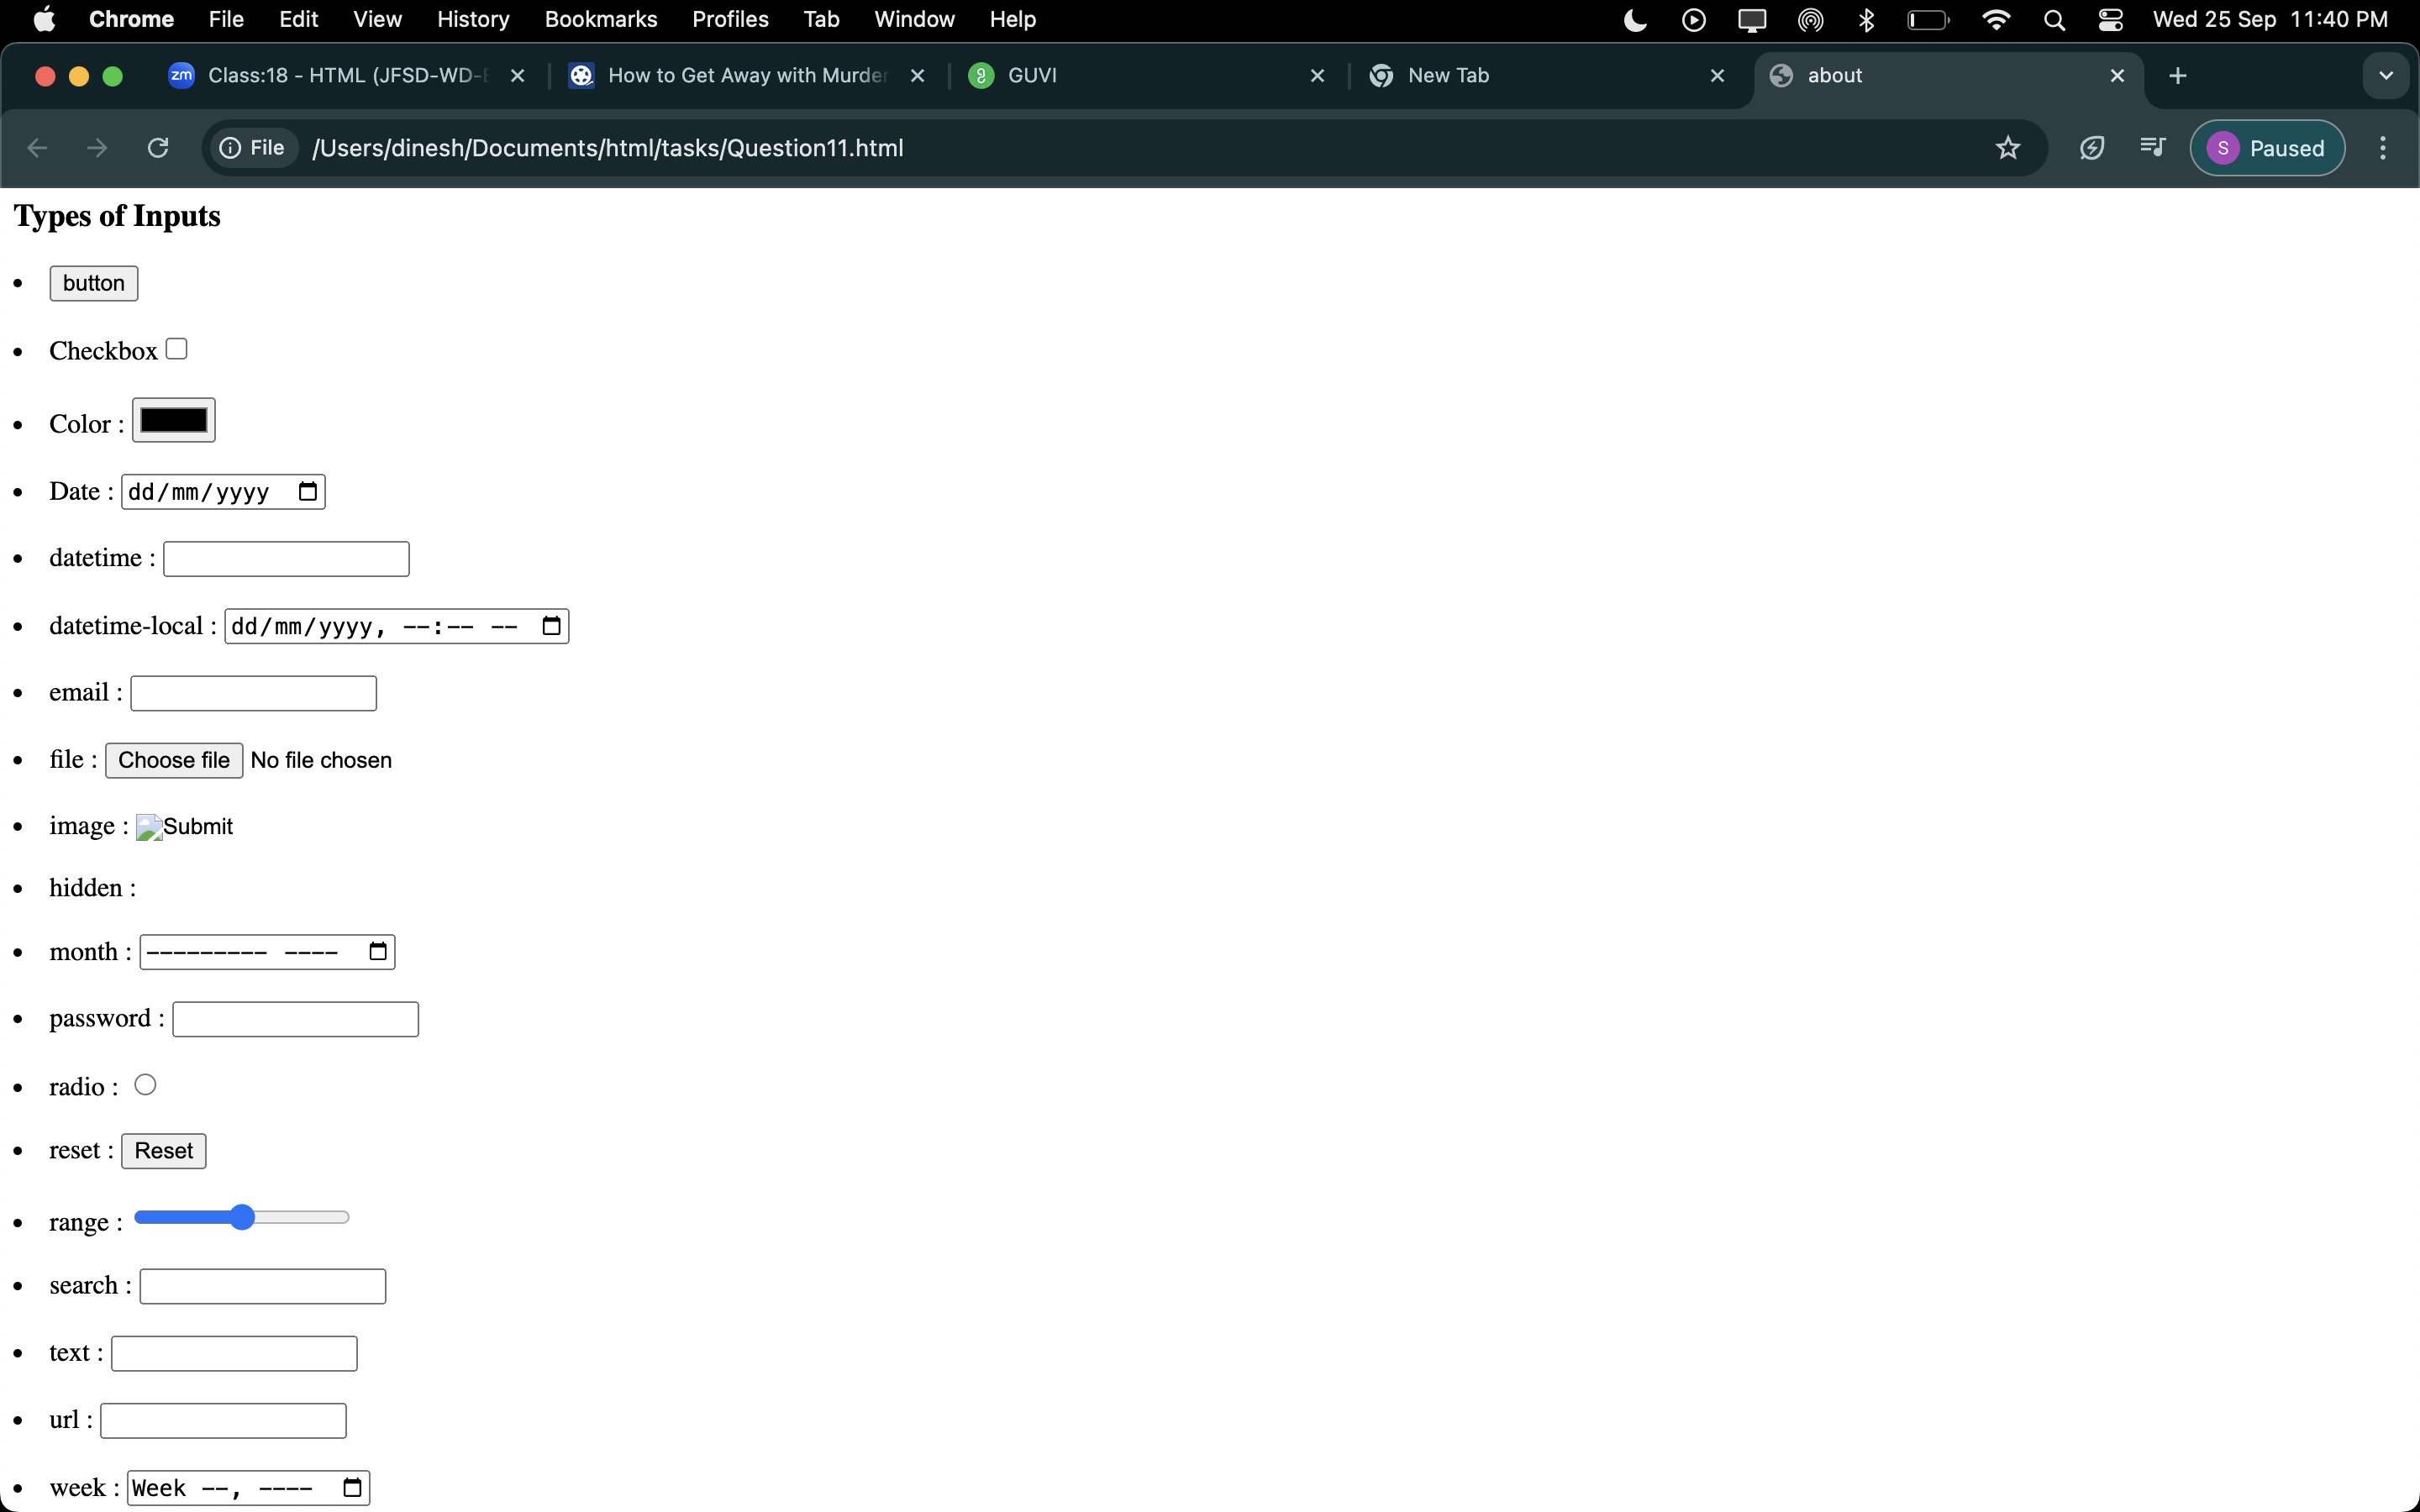 Chrome File Edit View History Bookmarks Profiles Tab Window Help Wed 25 Sep 11:40 PM
zm Class:18 - HTML (JFSD-WD- How to Get Away with Murder GUVI New Tab about
File /Users/dinesh/Documents/html/tasks/Question11.html S Paused
Types of Inputs
• button
• Checkbox
• Color :
• Date : dd/mm/yyyy
• datetime :
• datetime-local : dd/mm/yyyy, --:-- --
• email :
• file : Choose file No file chosen
• image : Submit
• hidden :
• month : --------- ----
• password :
• radio :
• reset : Reset
• range :
• search :
• text :
• url :
• week : Week --, ----